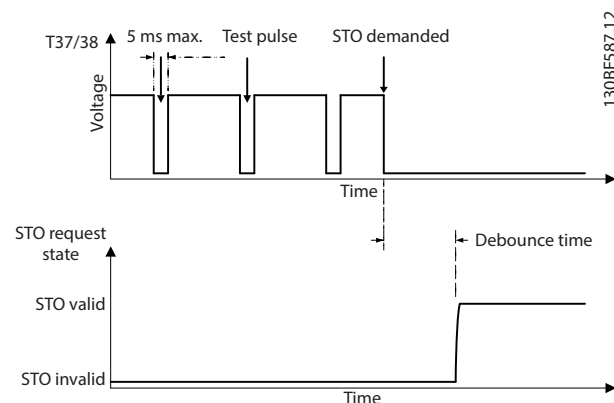 T37/38
5 ms max.
Test pulse
STO demanded
130BF587.12
Voltage
Time
STO request
state
Debounce time
STO valid
STO invalid
Time